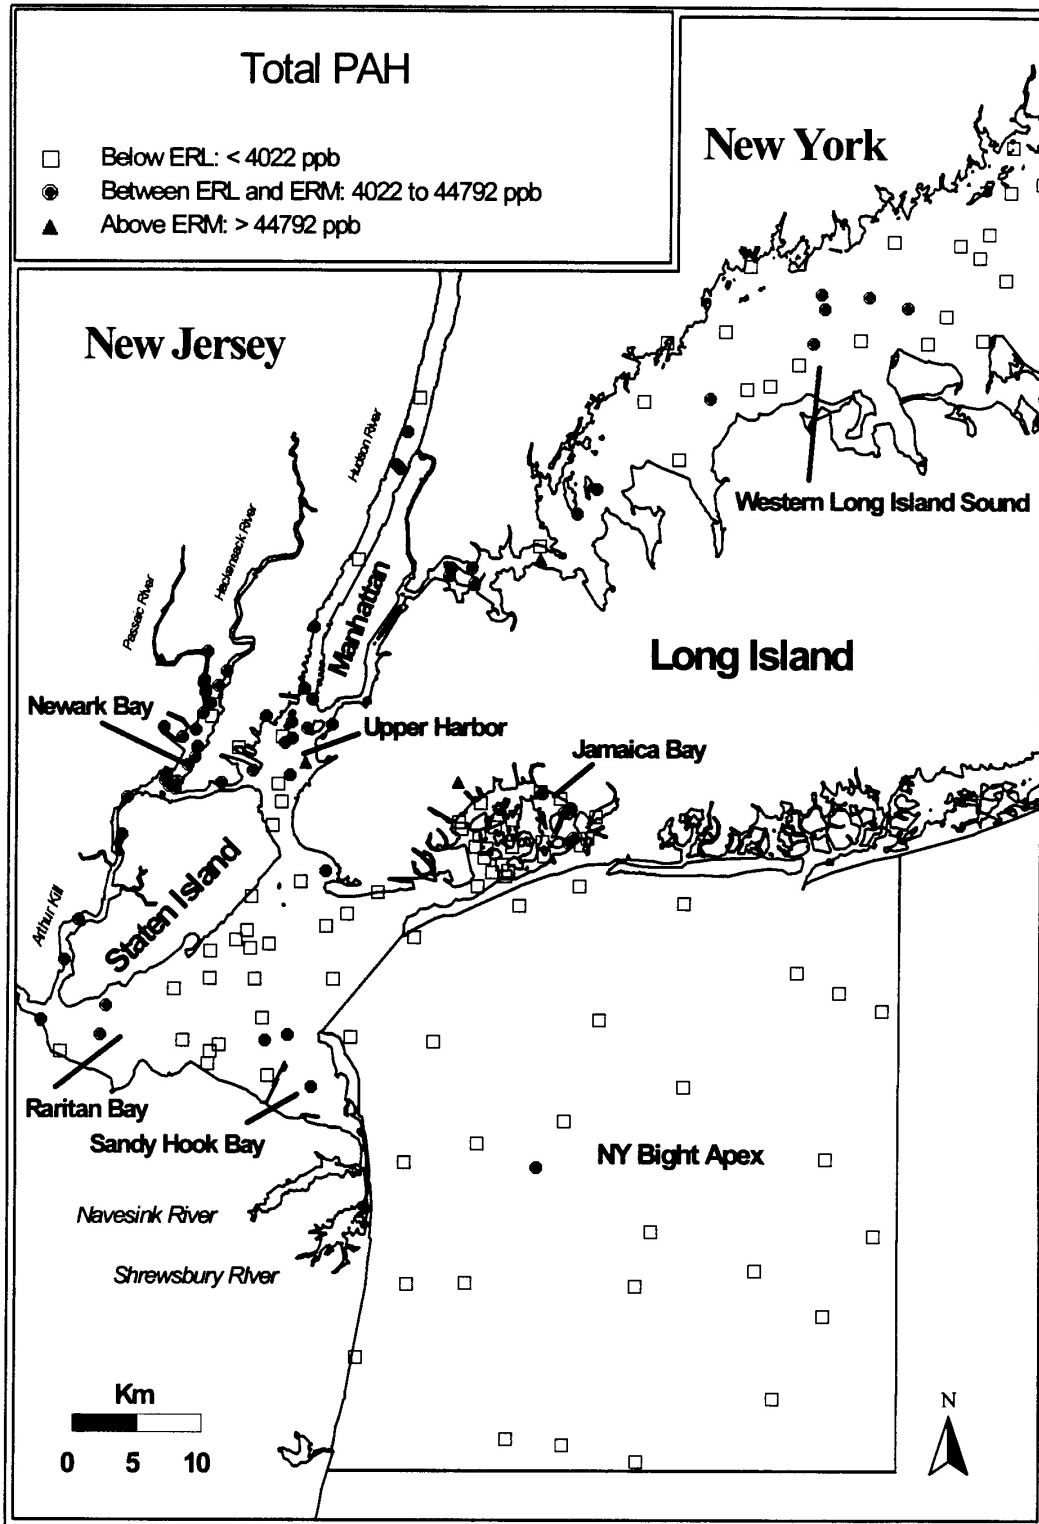 Total PAH
Below ERL: < 4022 ppb
Between ERL and ERM: 4022 to 44792 ppb
Above ERM: > 44792 ppb
New York
New Jersey
Hudson River
Hackensack River
Passaic River
Western Long Island Sound
Manhattan
Long Island
Newark Bay
Upper Harbor
Jamaica Bay
Staten Island
Arthur Kill
Raritan Bay
Sandy Hook Bay
NY Bight Apex
Navesink River
Shrewsbury River
Km
0 5 10
N